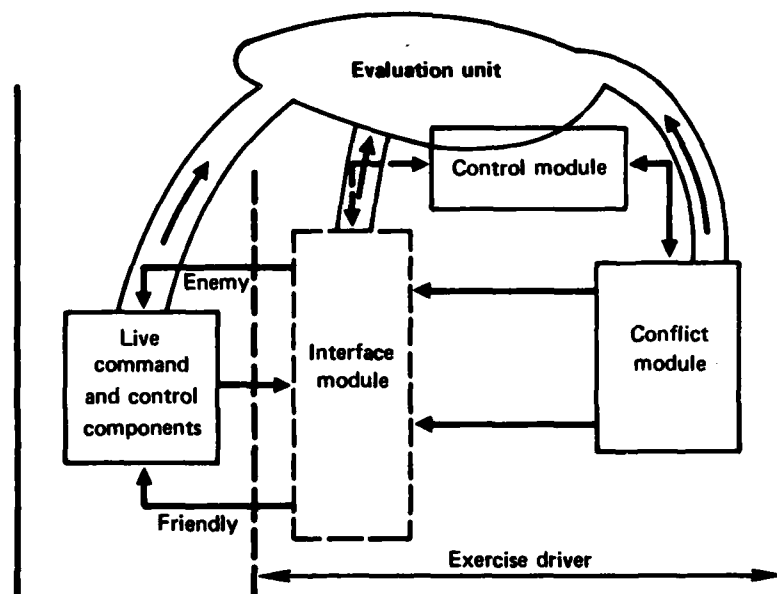 Evaluation unit
Control module
Enemy
Live
command
and control
components
Interface
module
Conflict
module
Friendly
Exercise driver